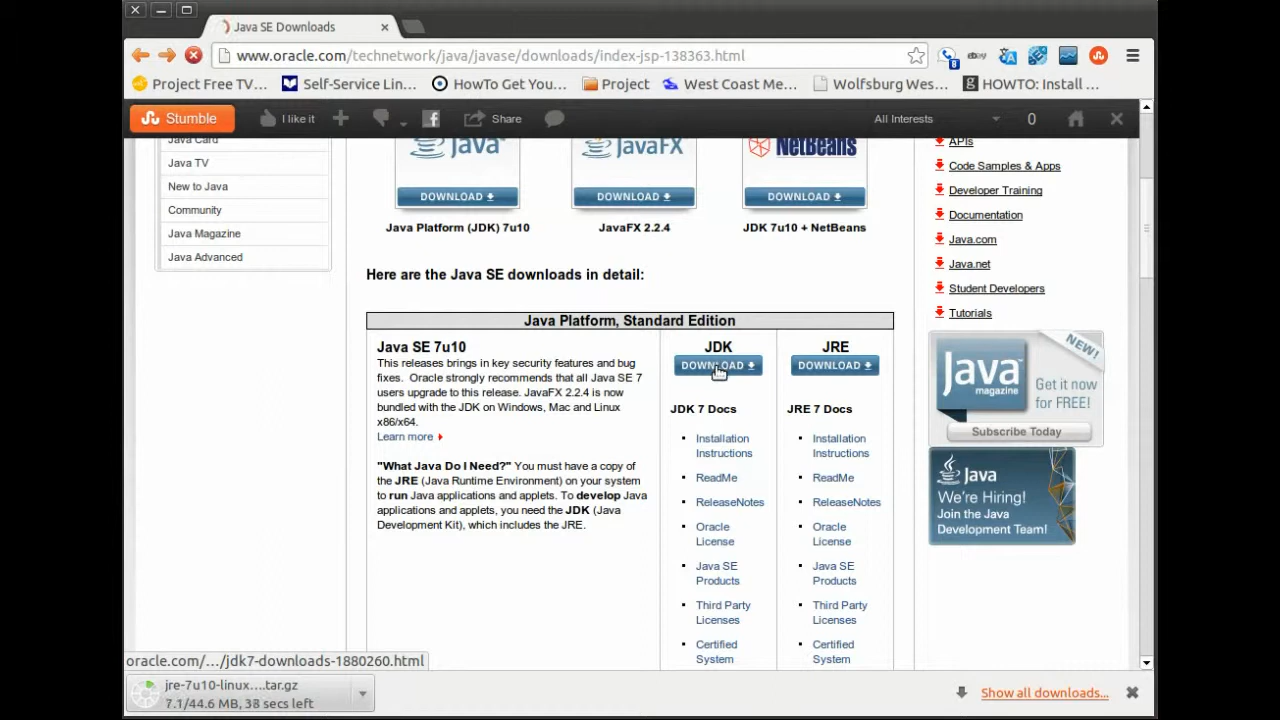 Java SE Downloads
www.oracle.com/technetwork/java/javase/downloads/index-jsp-138363.html
8
ebay
Project Free TV...
Self-Service Lin...
HowTo Get You...
Project
West Coast Me...
Wolfsburg Wes...
g
HOWTO: Install ...
Stumble
I like it
Share
All Interests
0
Java Card
Java TV
New to Java
Community
Java Magazine
Java Advanced
Java
DOWNLOAD
Java Platform (JDK) 7u10
JavaFX
DOWNLOAD
JavaFX 2.2.4
NetBeans
DOWNLOAD
JDK 7u10 + NetBeans
Here are the Java SE downloads in detail:
Java Platform, Standard Edition
Java SE 7u10
This releases brings in key security features and bug
fixes. Oracle strongly recommends that all Java SE 7
users upgrade to this release. JavaFX 2.2.4 is now
bundled with the JDK on Windows, Mac and Linux
x86/x64.
Learn more
"What Java Do I Need?" You must have a copy of
the JRE (Java Runtime Environment) on your system
to run Java applications and applets. To develop Java
applications and applets, you need the JDK (Java
Development Kit), which includes the JRE.
JDK
DOWNLOAD
JDK 7 Docs
Installation
Instructions
ReadMe
ReleaseNotes
Oracle
License
Java SE
Products
Third Party
Licenses
Certified
System
JRE
DOWNLOAD
JRE 7 Docs
Installation
Instructions
ReadMe
ReleaseNotes
Oracle
License
Java SE
Products
Third Party
Licenses
Certified
System
APIs
Code Samples & Apps
Developer Training
Documentation
Java.com
Java.net
Student Developers
Tutorials
NEW!
Java
magazine
Get it now
for FREE!
Subscribe Today
Java
We're Hiring!
Join the Java
Development Team!
oracle.com/.../jdk7-downloads-1880260.html
jre-7u10-linux....tar.gz
7.1/44.6 MB, 38 secs left
Show all downloads...